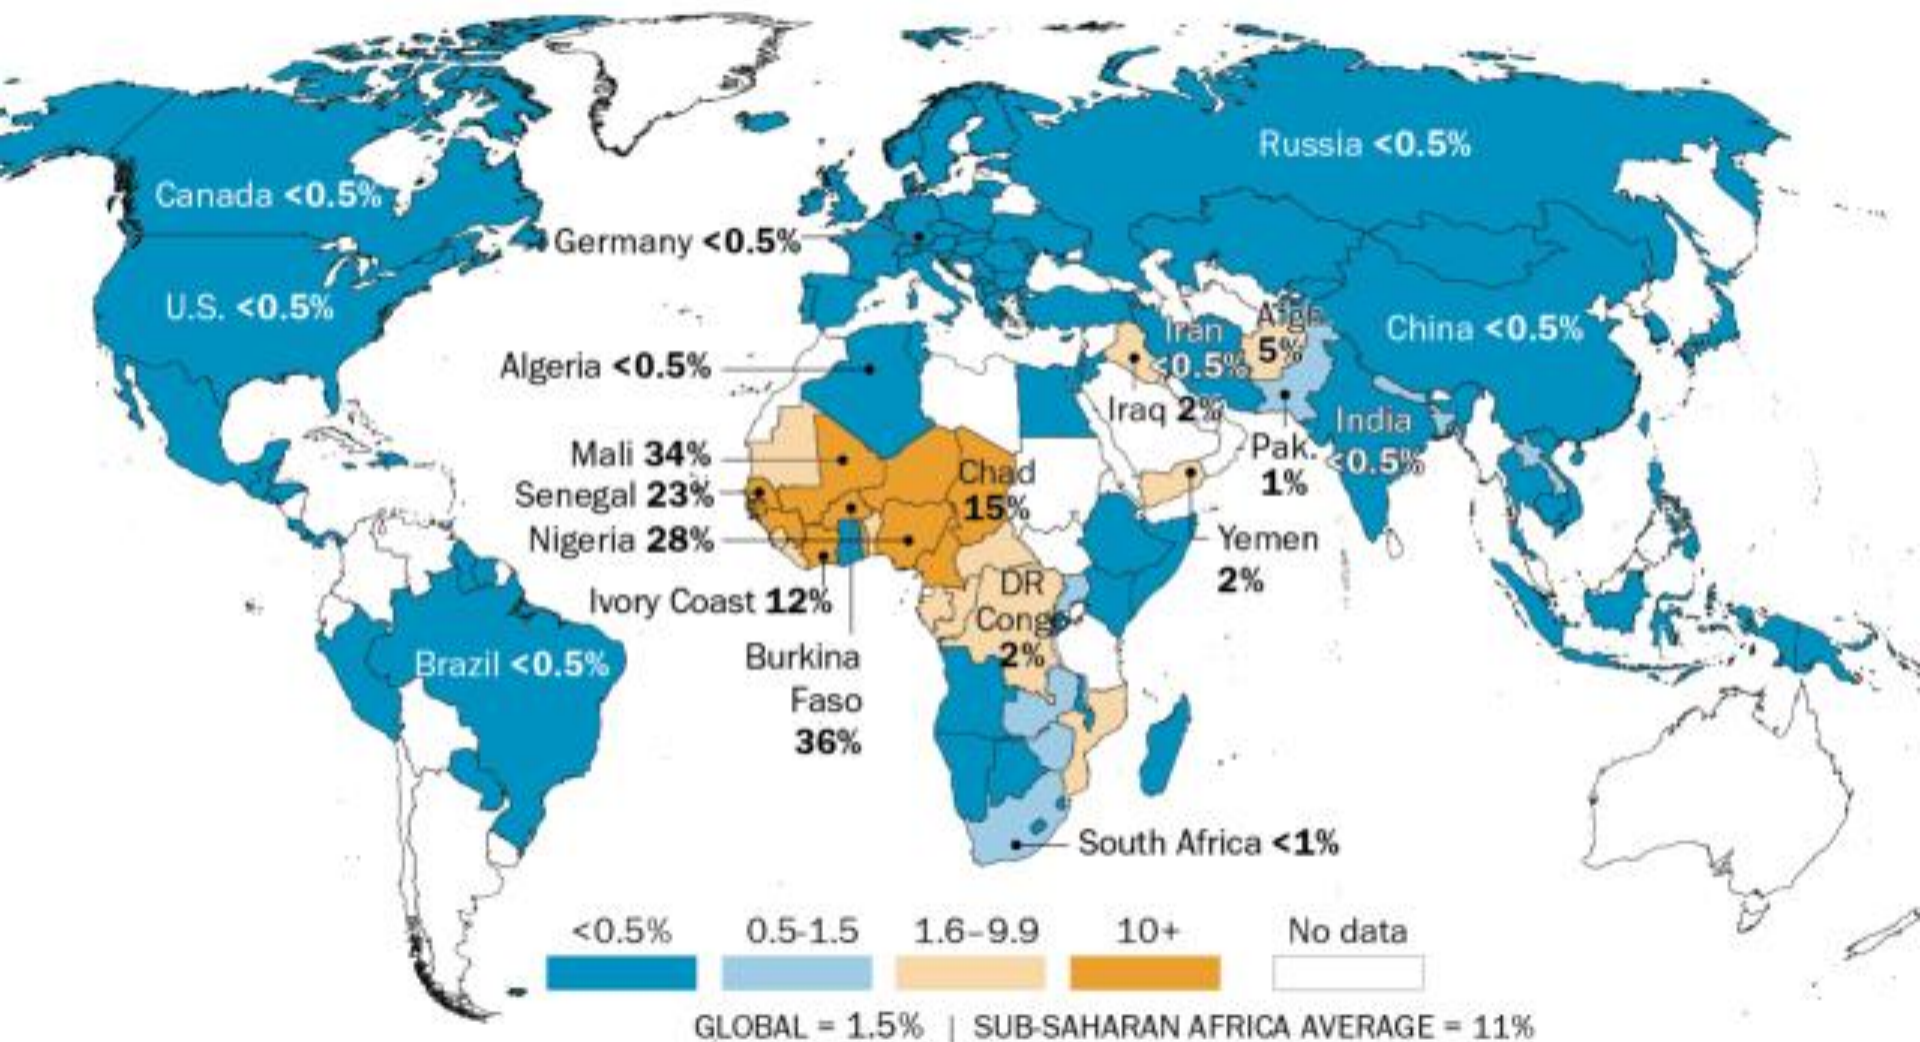 Russia <0.5%
Canada <0.5%
Germany <0.5%
U.S. <0.5%
Afgh.
5%
Iran
<0.5%
China <0.5%
Algeria <0.5%
Iraq 2%
India
<0.5%
Pak.
1%
Mali 34%
Chad
15%
Senegal 23%
Nigeria 28%
Yemen
2%
Ivory Coast 12%
DR
Congo
2%
Burkina
Faso
36%
Brazil <0.5%
South Africa <1%
<0.5% 0.5-1.5 1.6–9.9 10+ No data
GLOBAL = 1.5% | SUB-SAHARAN AFRICA AVERAGE = 11%